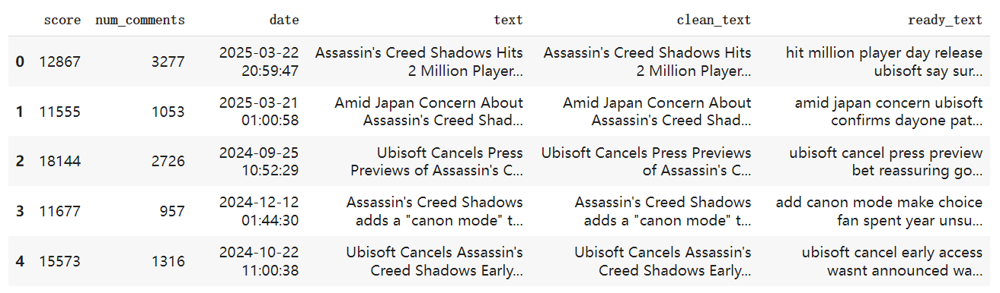 score num_comments date text clean_text ready_text
0 12867 3277 2025-03-22 20:59:47 Assassin's Creed Shadows Hits 2 Million Player... Assassin's Creed Shadows Hits 2 Million Player... hit million player day release ubisoft say sur...
1 11555 1053 2025-03-21 01:00:58 Amid Japan Concern About Assassin's Creed Shad... Amid Japan Concern About Assassin's Creed Shad... amid japan concern ubisoft confirms dayone pat...
2 18144 2726 2024-09-25 10:52:29 Ubisoft Cancels Press Previews of Assassin's C... Ubisoft Cancels Press Previews of Assassin's C... ubisoft cancel press preview bet reassuring go...
3 11677 957 2024-12-12 01:44:30 Assassin's Creed Shadows adds a "canon mode" t... Assassin's Creed Shadows adds a "canon mode" t... add canon mode make choice fan spent year unsu...
4 15573 1316 2024-10-22 11:00:38 Ubisoft Cancels Assassin's Creed Shadows Early... Ubisoft Cancels Assassin's Creed Shadows Early... ubisoft cancel early access wasnt announced wa...